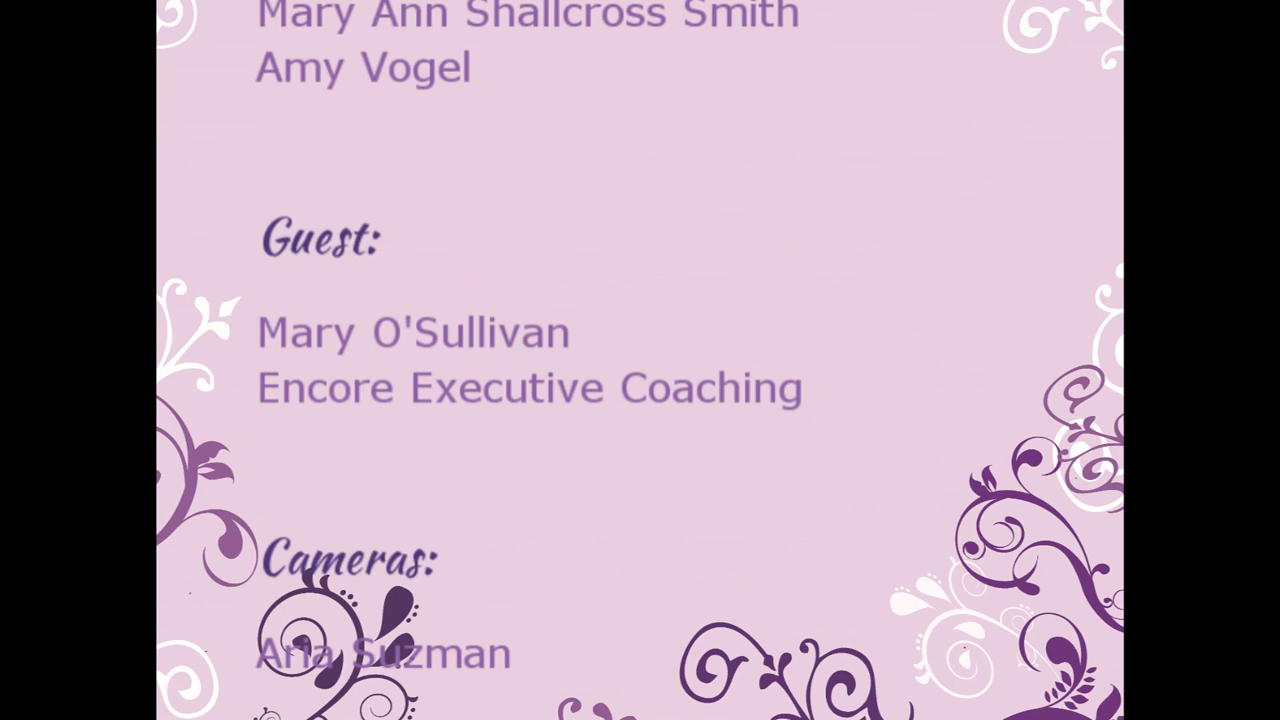 Mary Ann Shallcross Smith
Amy Vogel
Guest:
Mary O'Sullivan
Encore Executive Coaching
Cameras:
Aria Suzman